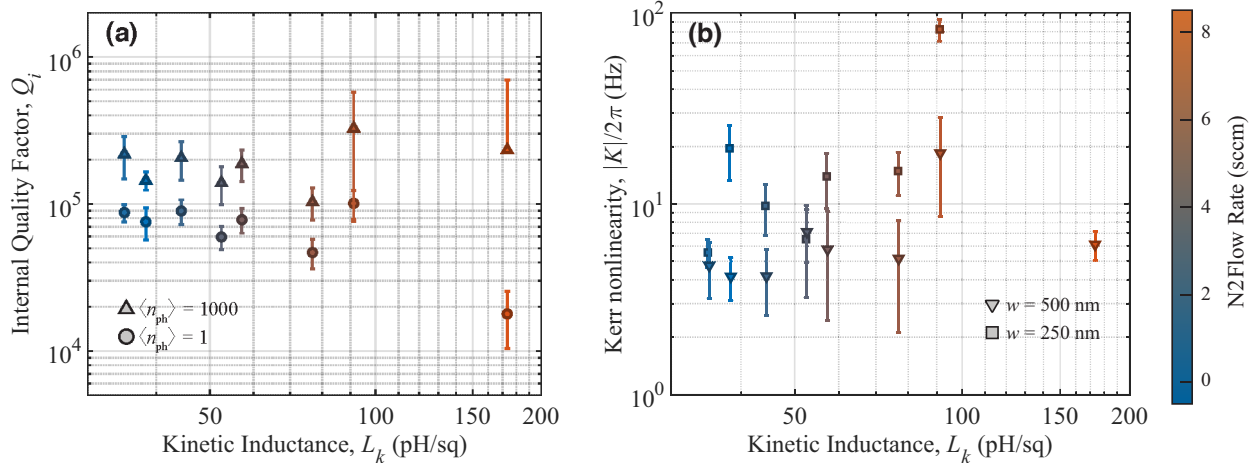 (a)
10^6
10^5
10^4
Internal Quality Factor, Q_i
⟨n_ph⟩ = 1000
⟨n_ph⟩ = 1
50
100
200
Kinetic Inductance, L_k (pH/sq)
(b)
10^2
10^1
10^0
Kerr nonlinearity, |K|/2π (Hz)
w = 500 nm
w = 250 nm
50
100
200
Kinetic Inductance, L_k (pH/sq)
8
6
4
2
0
N2Flow Rate (sccm)